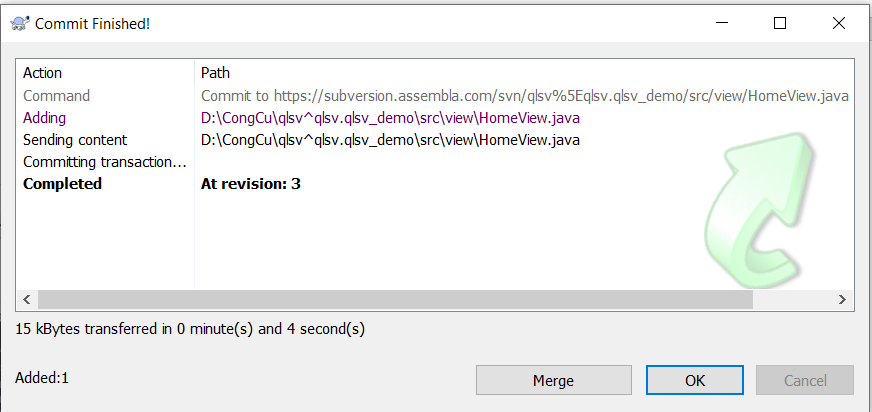 Commit Finished!
Action Path
Command Commit to https://subversion.assembla.com/svn/qlsv%5Eqlsv.qlsv_demo/src/view/HomeView.java
Adding D:\CongCu\qlsv^qlsv.qlsv_demo\src\view\HomeView.java
Sending content D:\CongCu\qlsv^qlsv.qlsv_demo\src\view\HomeView.java
Committing transaction...
Completed At revision: 3
15 kBytes transferred in 0 minute(s) and 4 second(s)
Added:1
Merge OK Cancel